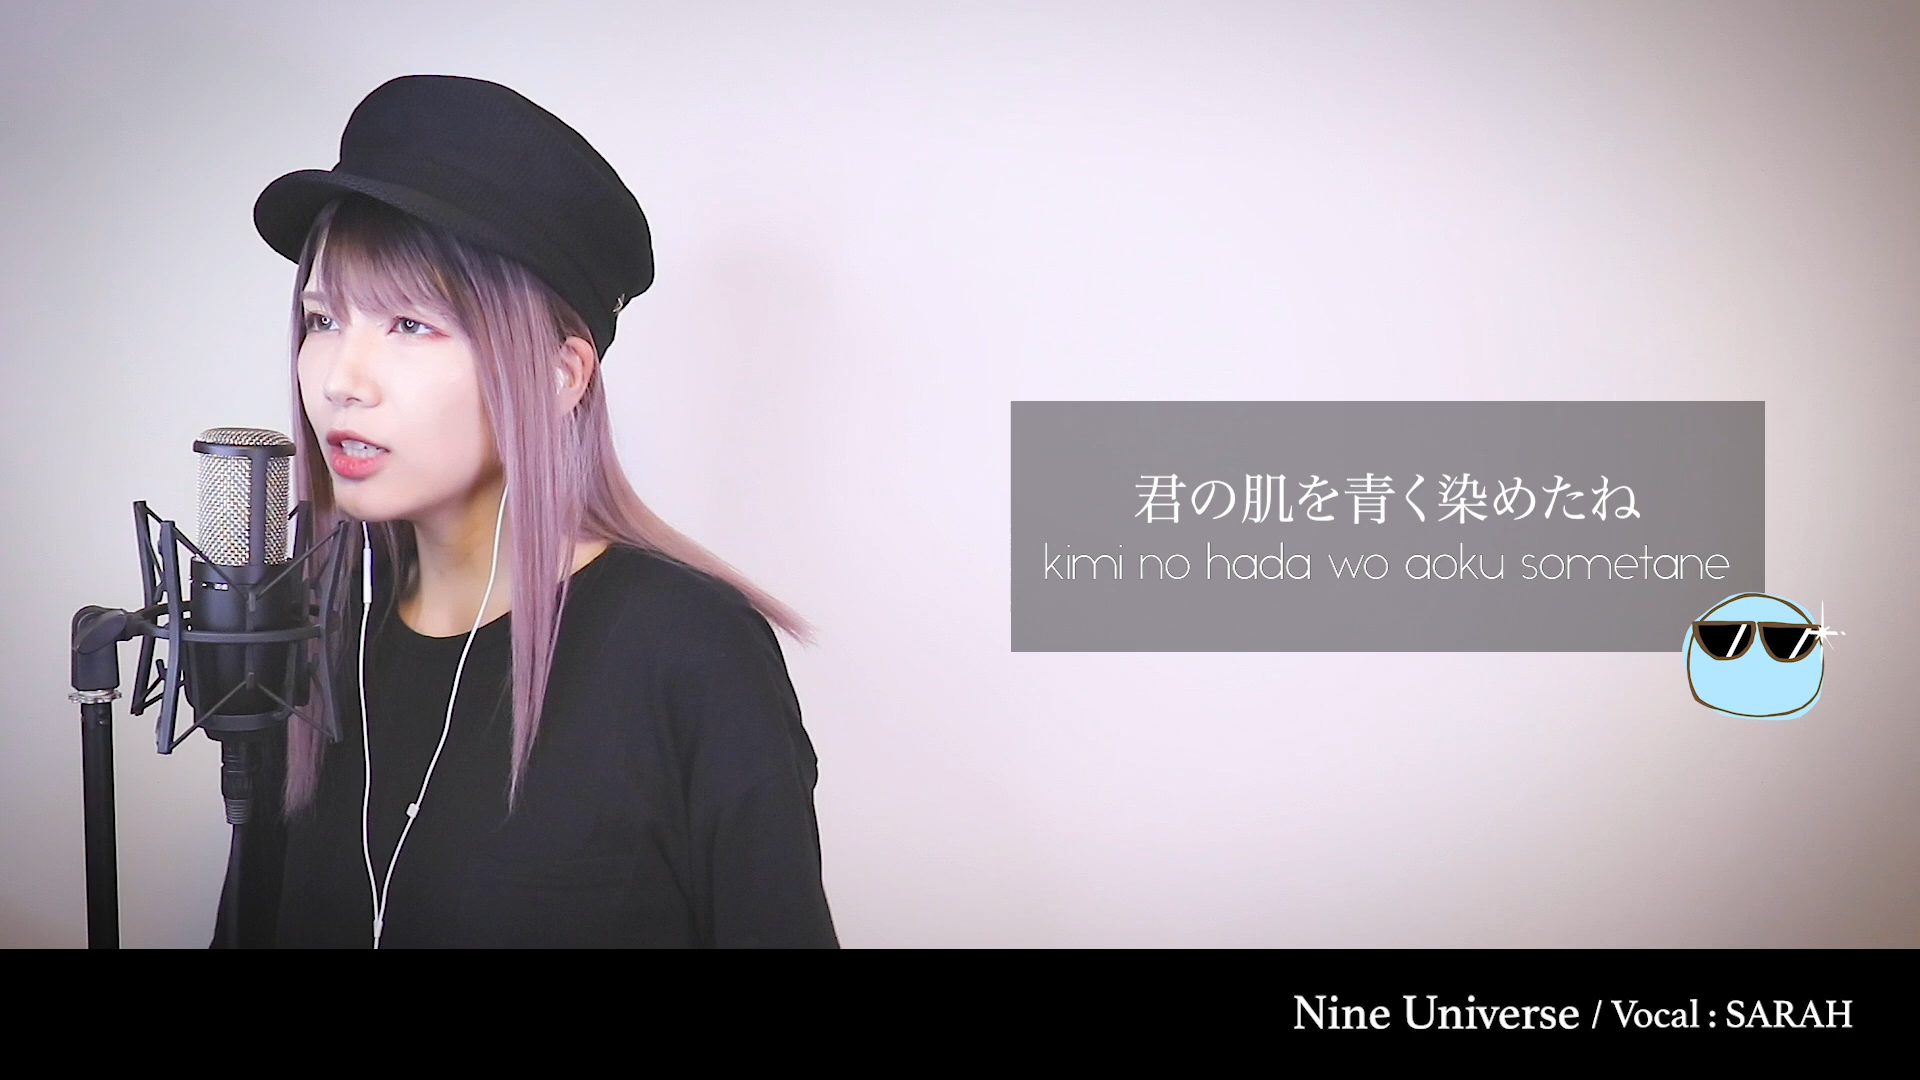 君の肌を青く染めたね
kimi no hada wo aoku sometane
Nine Universe / Vocal : SARAH